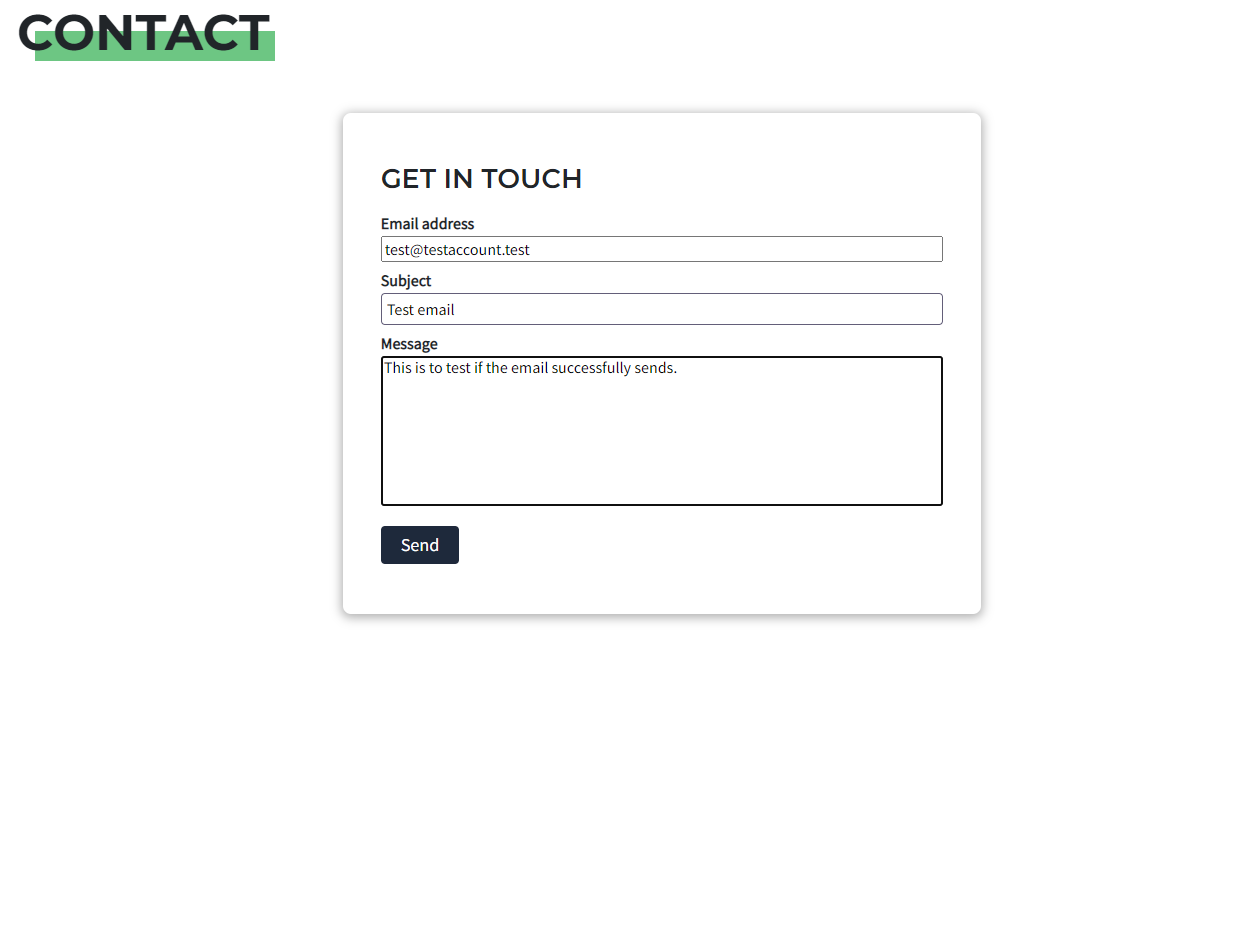 CONTACT
GET IN TOUCH
Email address
test@testaccount.test
Subject
Test email
Message
This is to test if the email successfully sends.
Send